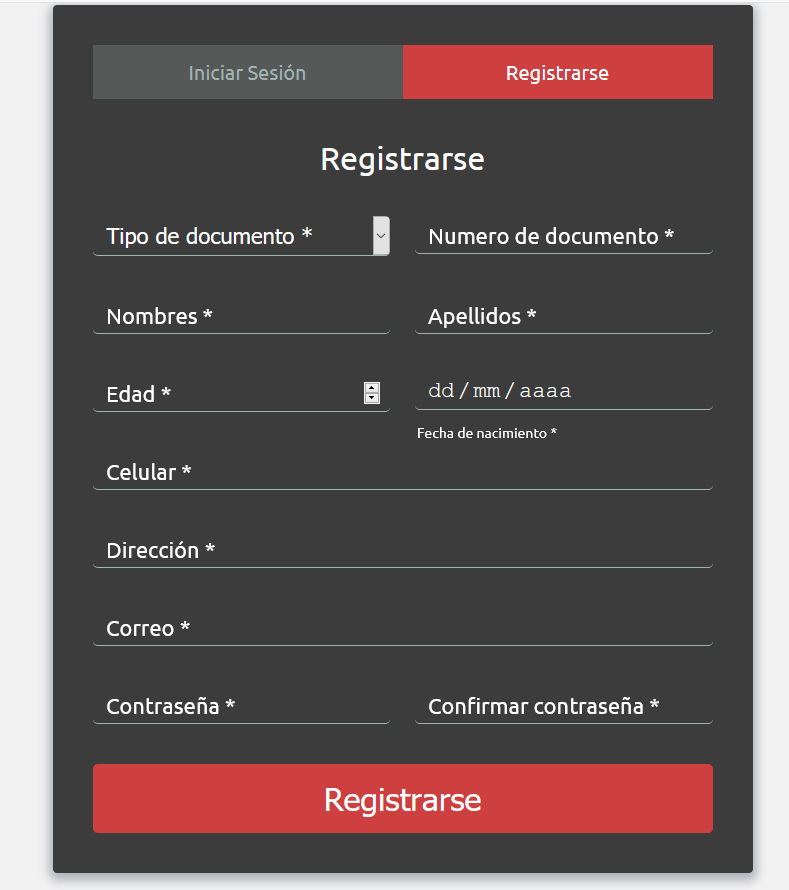 Iniciar Sesión Registrarse
Registrarse
Tipo de documento * Numero de documento *
Nombres * Apellidos *
Edad * dd / mm / aaaa
Fecha de nacimiento *
Celular *
Dirección *
Correo *
Contraseña * Confirmar contraseña *
Registrarse